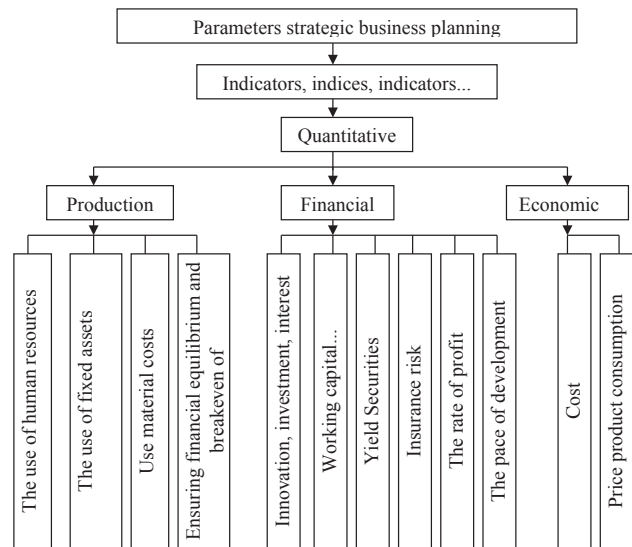 Parameters strategic business planning
Indicators, indices, indicators...
Quantitative
Production
Financial
Economic
The use of human resources
The use of fixed assets
Use material costs
Ensuring financial equilibrium and
breakeven of
Innovation, investment, interest
Working capital...
Yield Securities
Insurance risk
The rate of profit
The pace of development
Cost
Price product consumption